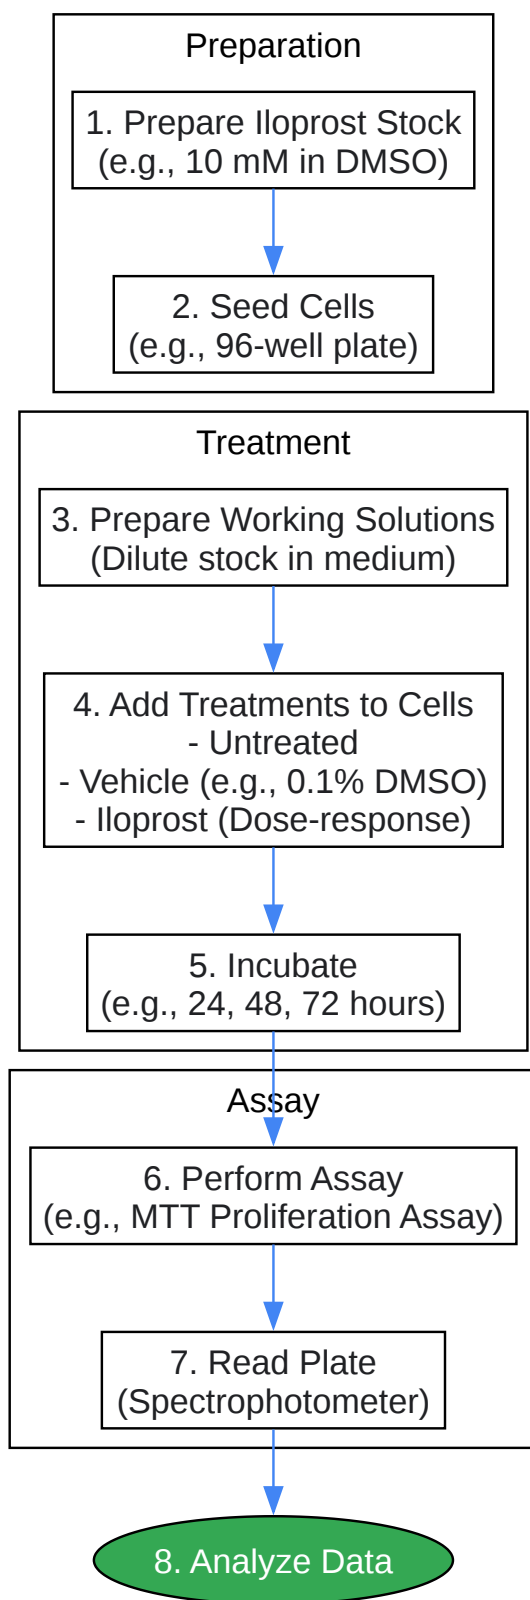 Preparation
1. Prepare Iloprost Stock
(e.g., 10 mM in DMSO)
2. Seed Cells
(e.g., 96-well plate)
Treatment
3. Prepare Working Solutions
(Dilute stock in medium)
4. Add Treatments to Cells
- Untreated
- Vehicle (e.g., 0.1% DMSO)
- Iloprost (Dose-response)
5. Incubate
(e.g., 24, 48, 72 hours)
Assay
6. Perform Assay
(e.g., MTT Proliferation Assay)
7. Read Plate
(Spectrophotometer)
8. Analyze Data